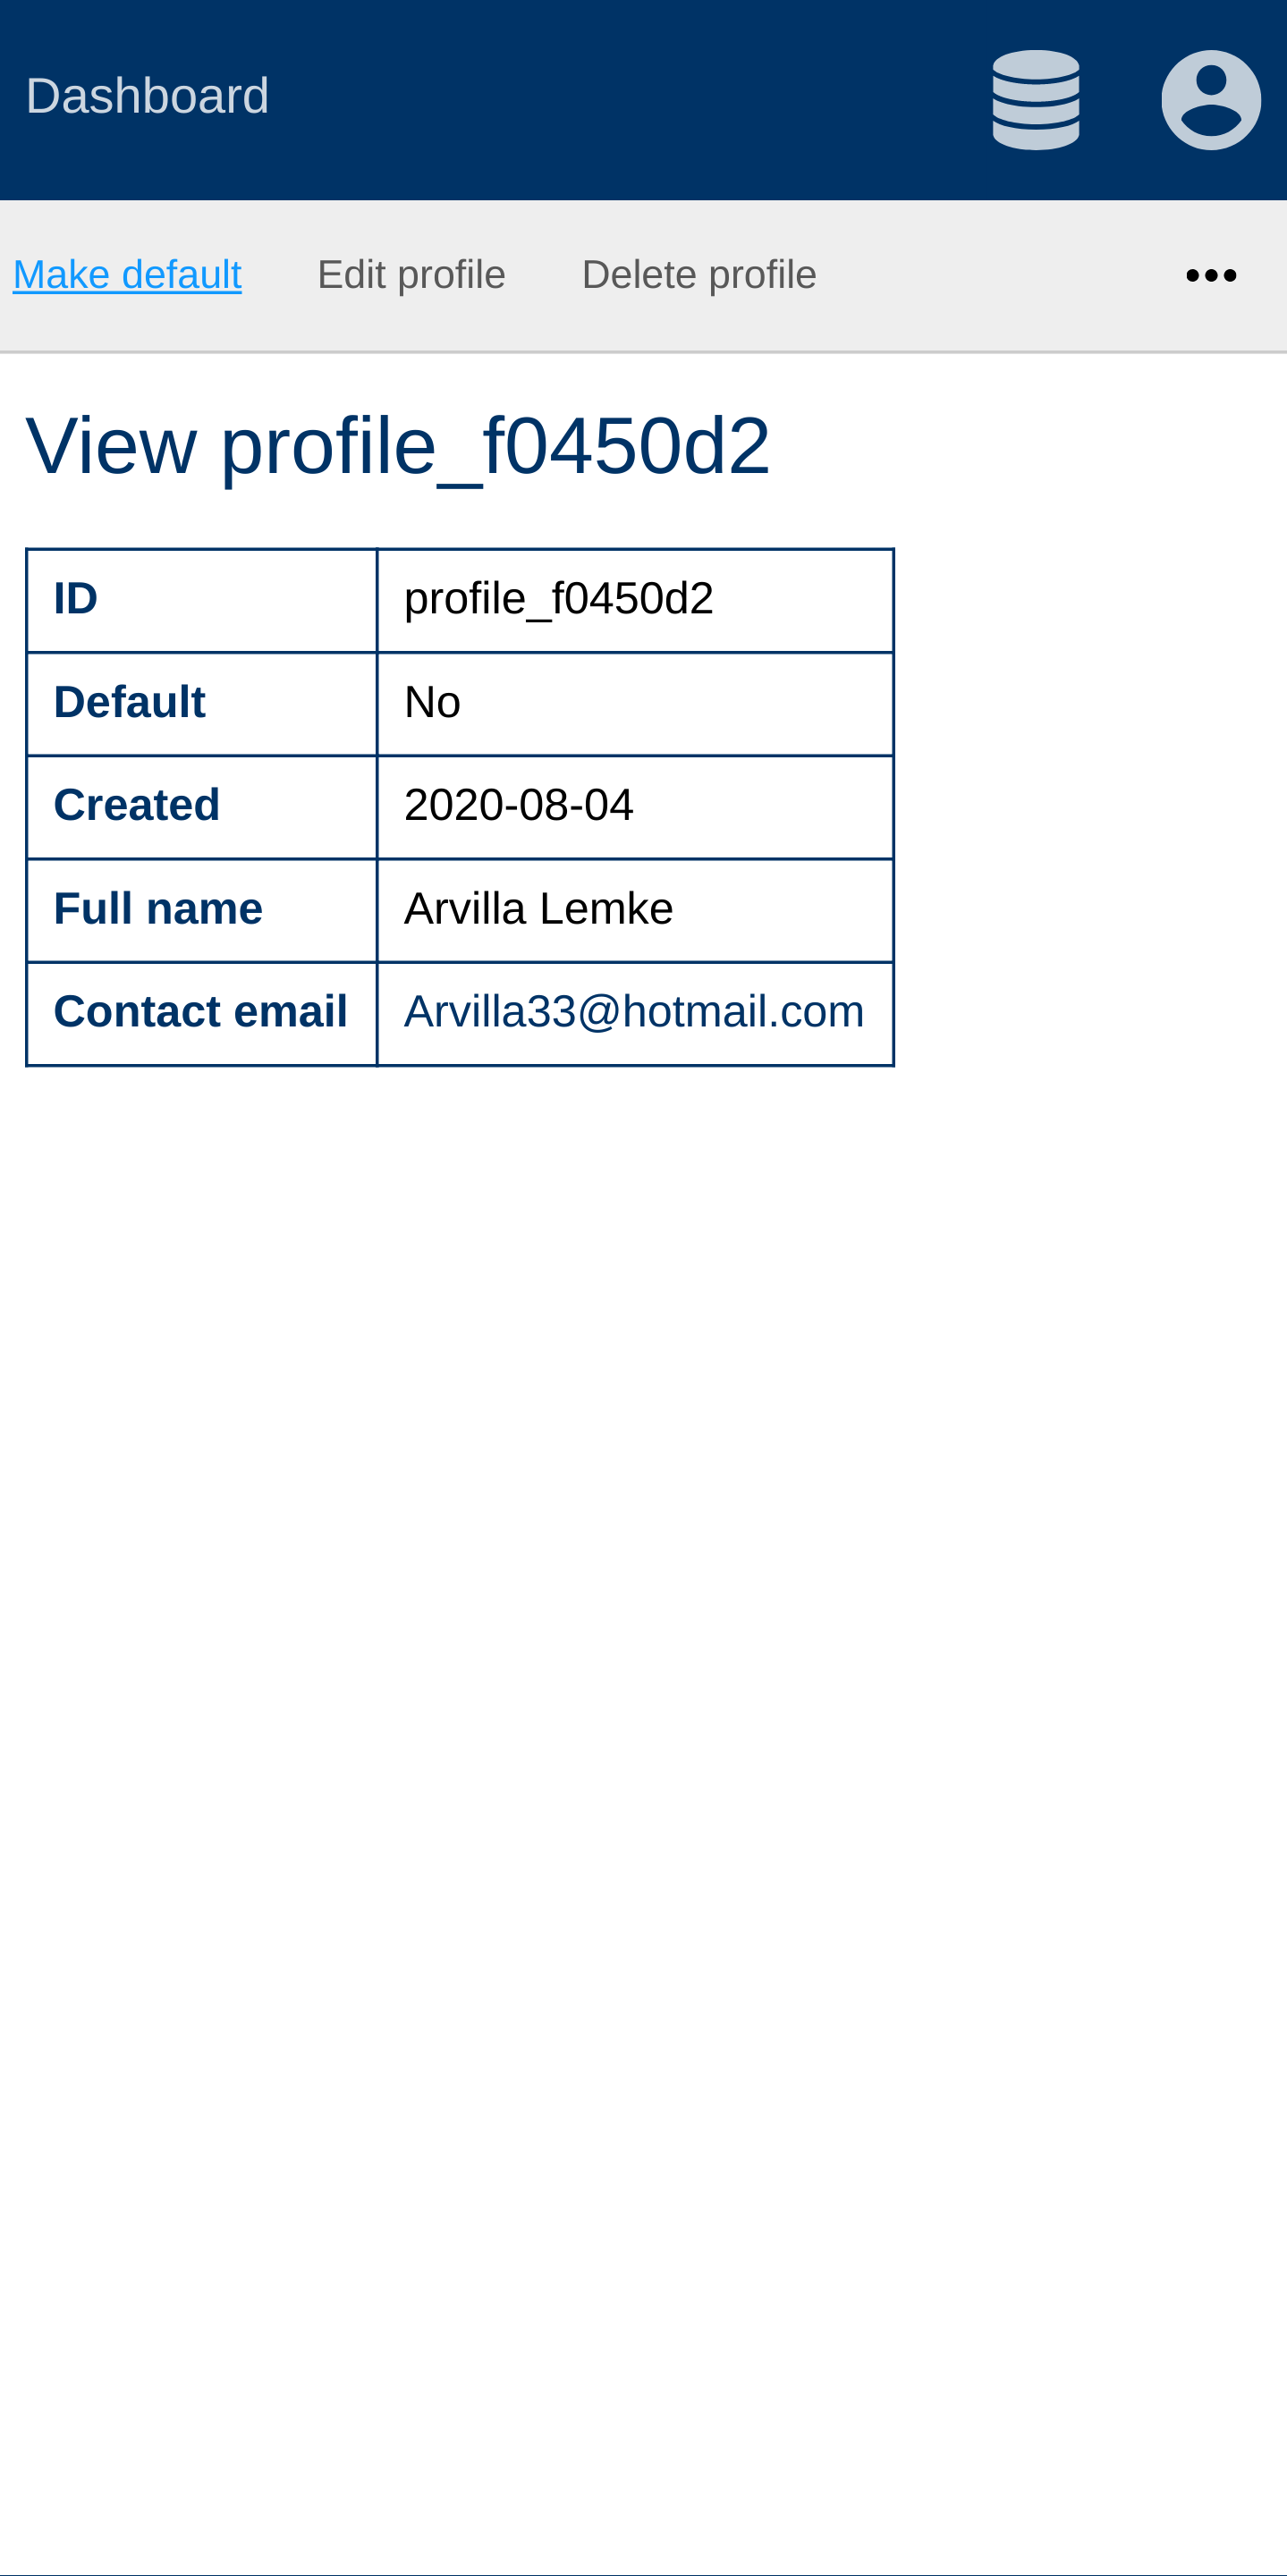 Dashboard
Make default Edit profile Delete profile
View profile_f0450d2
ID profile_f0450d2
Default No
Created 2020-08-04
Full name Arvilla Lemke
Contact email Arvilla33@hotmail.com